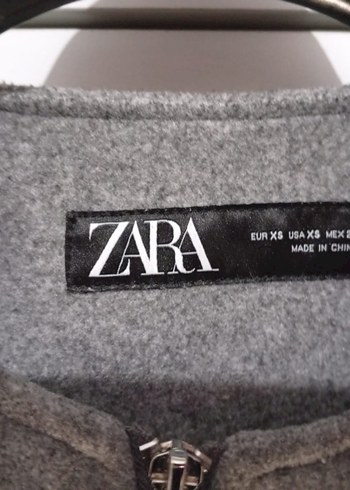 ZARA
EUR XS USA XS MEX 2
MADE IN CHIN